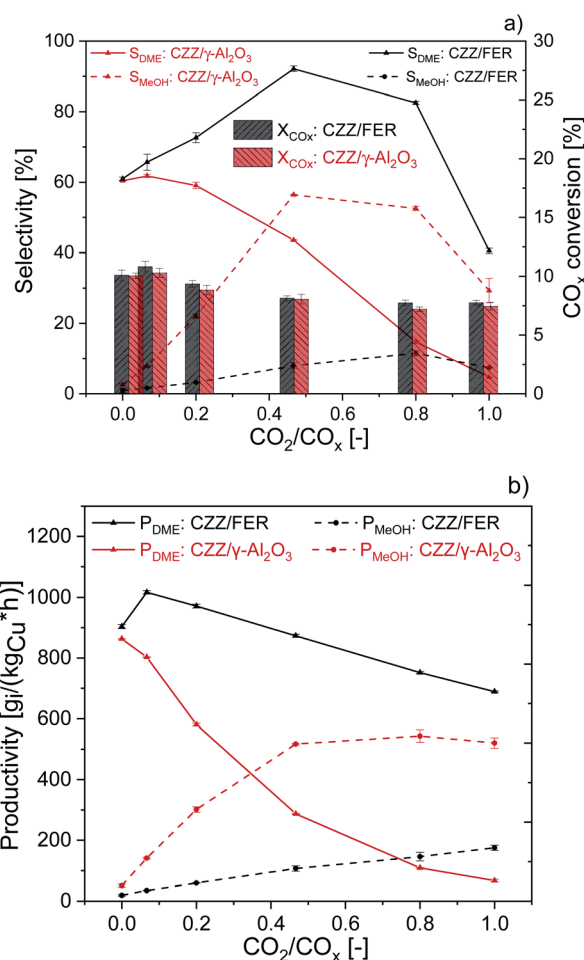 a)
S_DME: CZZ/γ-Al₂O₃ S_DME: CZZ/FER
S_MeOH: CZZ/γ-Al₂O₃ S_MeOH: CZZ/FER
X_COx: CZZ/FER
X_COx: CZZ/γ-Al₂O₃
Selectivity [%]
100
80
60
40
20
0
COₓ conversion [%]
30
25
20
15
10
5
0
0.0 0.2 0.4 0.6 0.8 1.0
CO₂/COₓ [-]
b)
P_DME: CZZ/FER P_MeOH: CZZ/FER
P_DME: CZZ/γ-Al₂O₃ P_MeOH: CZZ/γ-Al₂O₃
Productivity [gi/(kgCu*h)]
1200
1000
800
600
400
200
0
0.0 0.2 0.4 0.6 0.8 1.0
CO₂/COₓ [-]